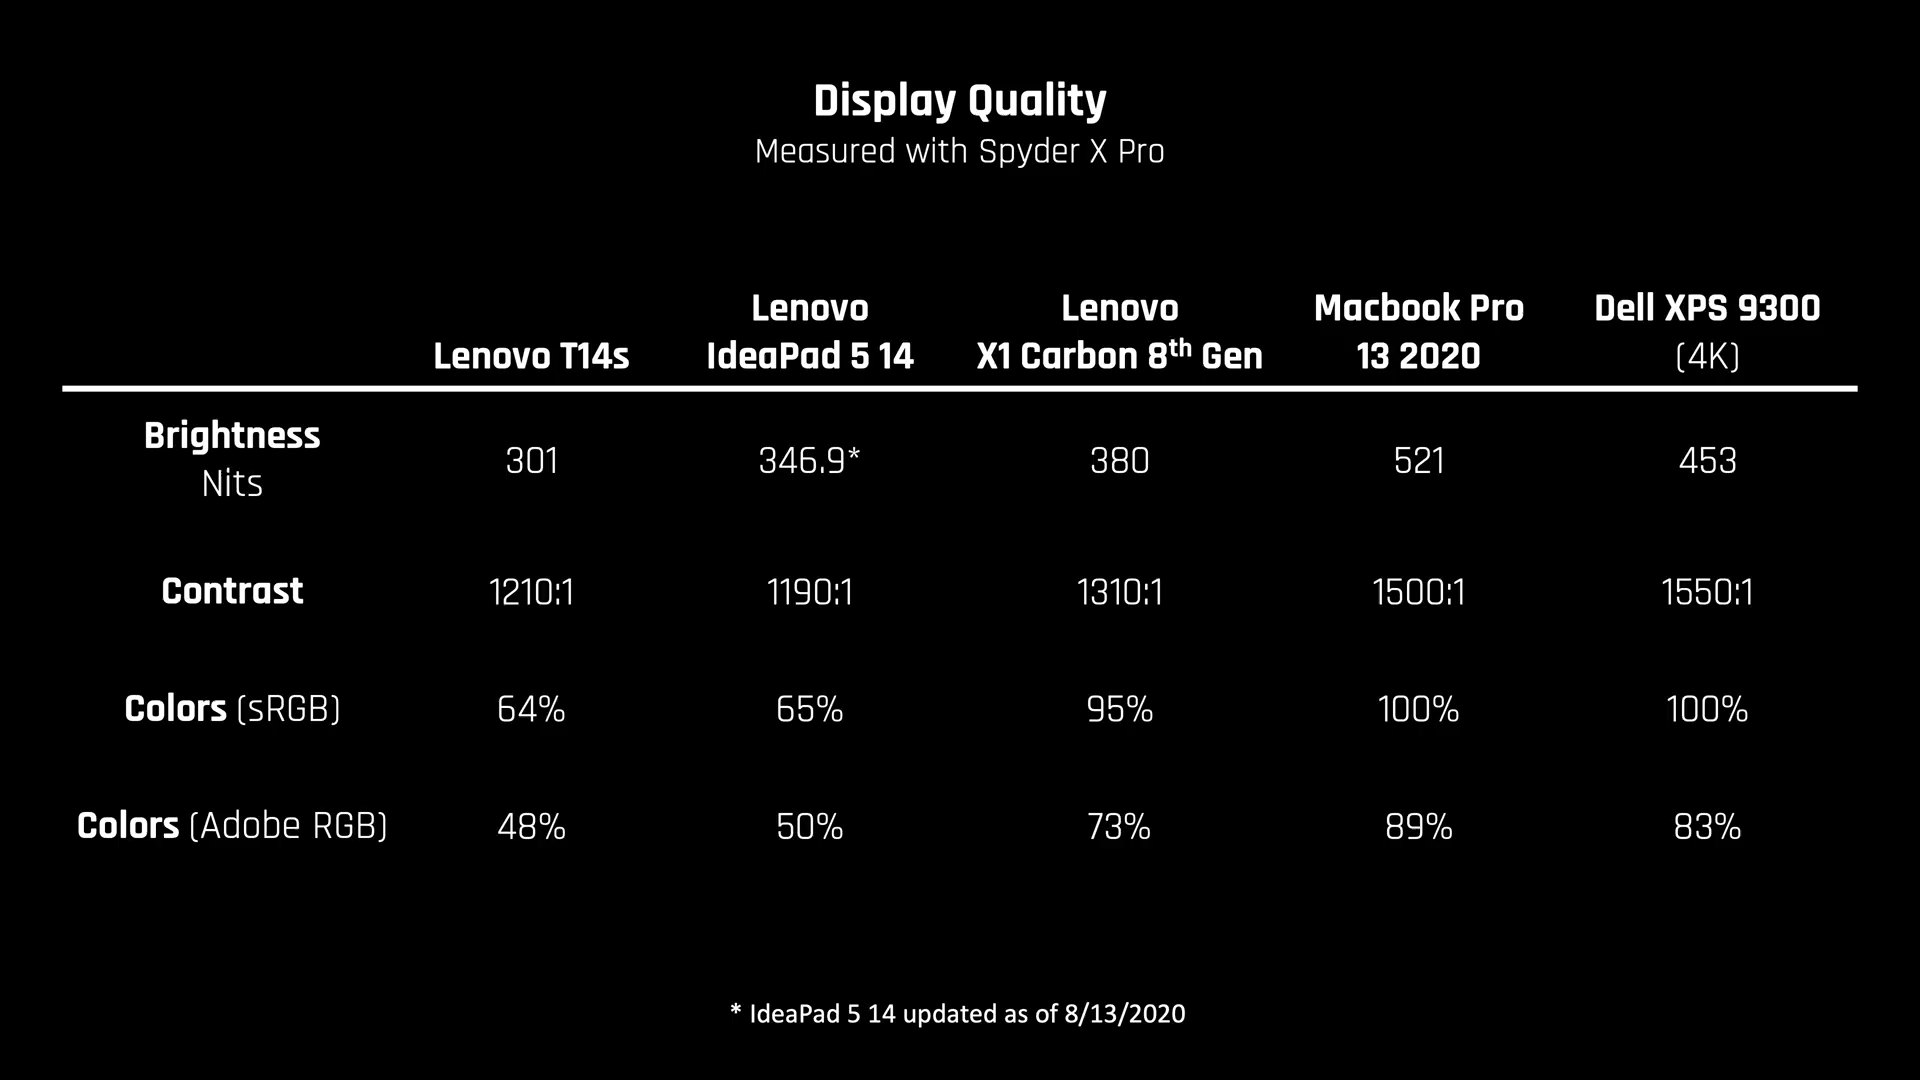 Display Quality
Measured with Spyder X Pro
Lenovo T14s
Lenovo
IdeaPad 5 14
Lenovo
X1 Carbon 8th Gen
Macbook Pro
13 2020
Dell XPS 9300
(4K)
Brightness
Nits
301 346.9* 380 521 453
Contrast 1210:1 1190:1 1310:1 1500:1 1550:1
Colors (sRGB) 64% 65% 95% 100% 100%
Colors (Adobe RGB) 48% 50% 73% 89% 83%
* IdeaPad 5 14 updated as of 8/13/2020